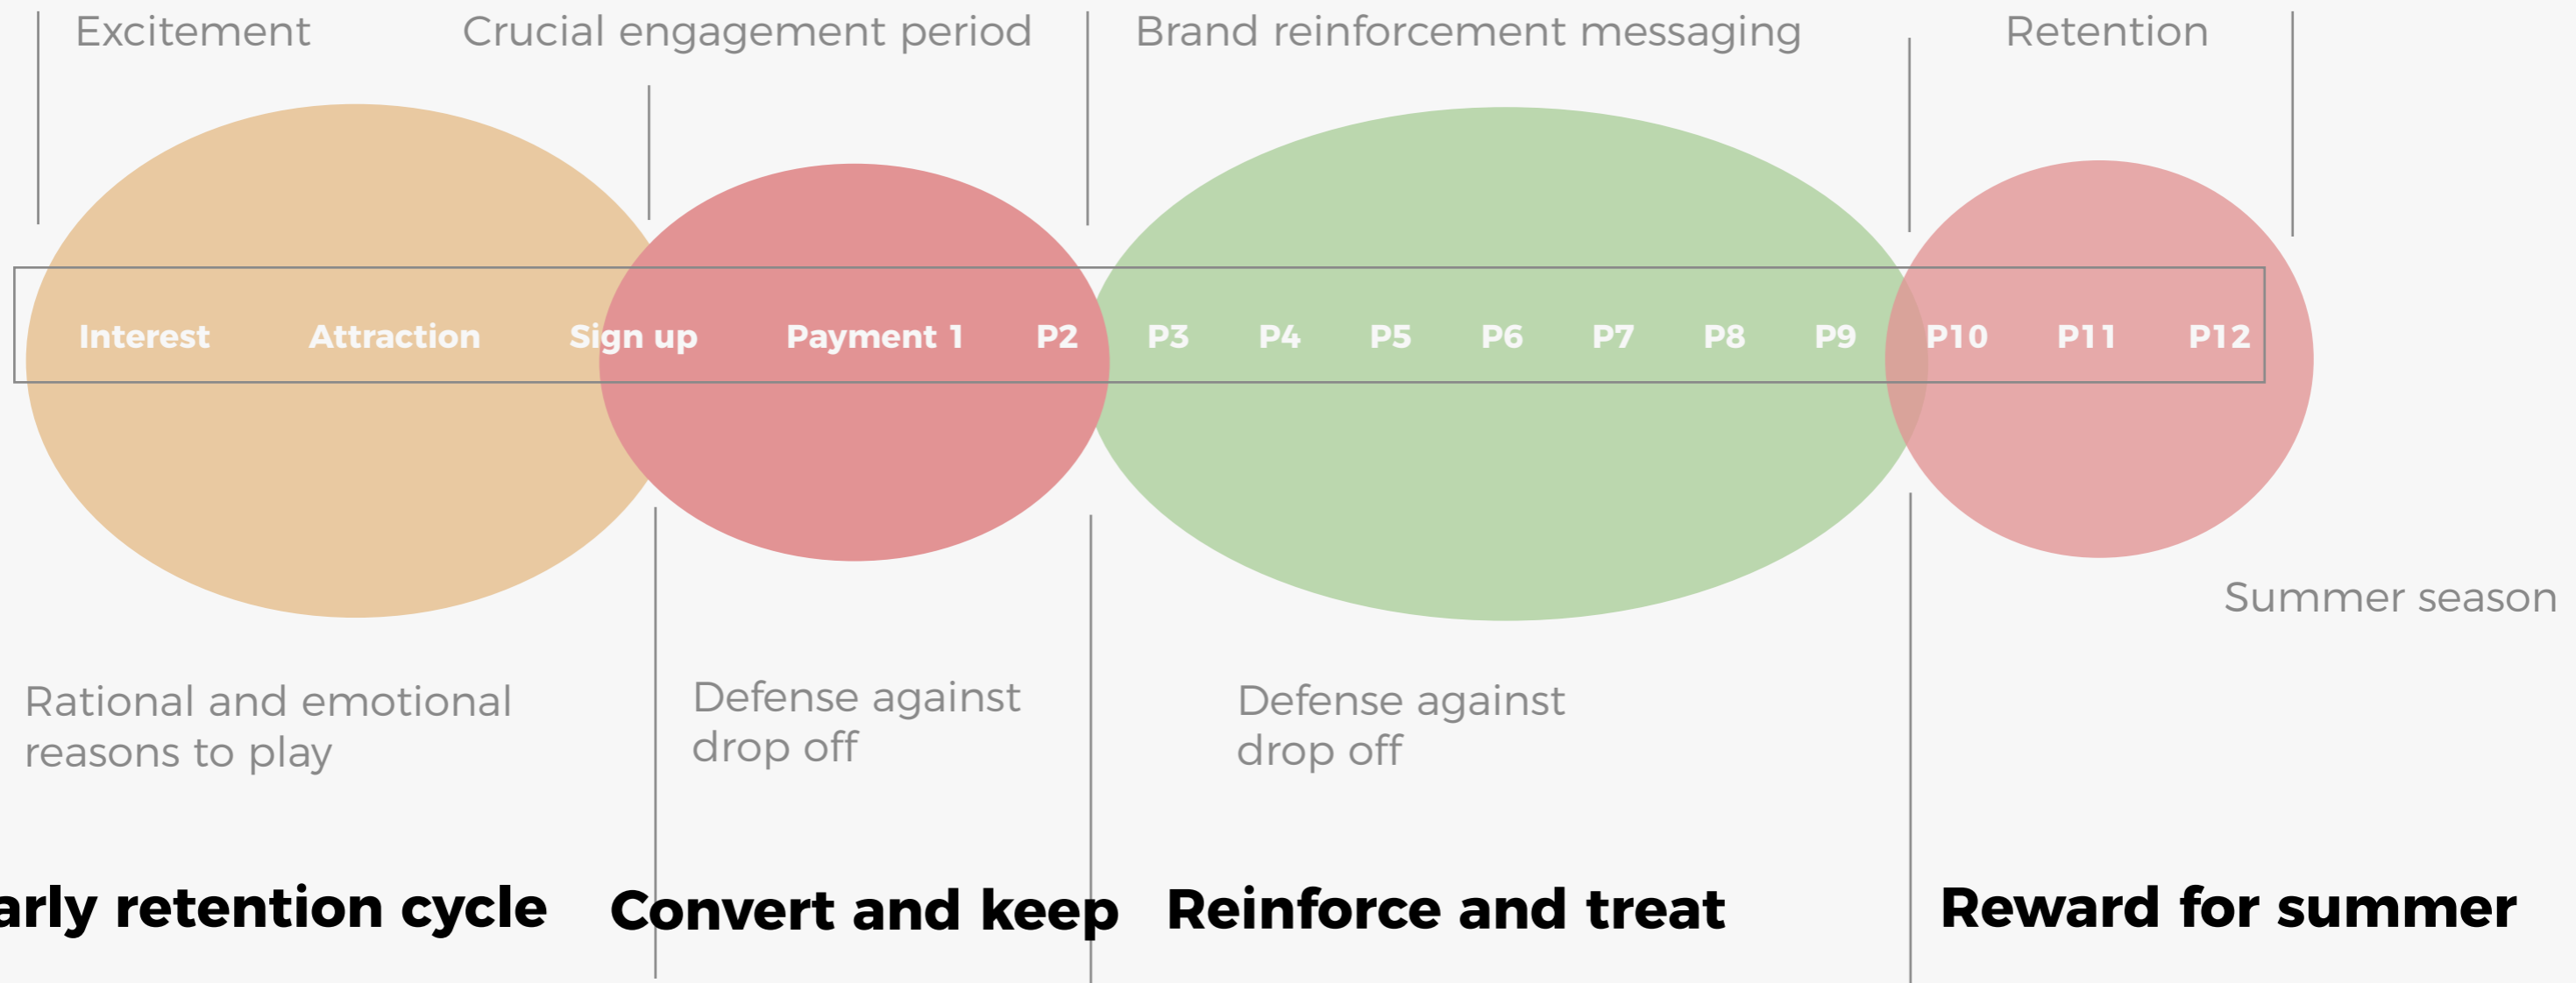 Excitement
Crucial engagement period
Brand reinforcement messaging
Retention
Interest Attraction Sign up Payment 1 P2 P3 P4 P5 P6 P7 P8 P9 P10 P11 P12
Summer season
Rational and emotional
reasons to play
Defense against
drop off
Defense against
drop off
arly retention cycle
Convert and keep
Reinforce and treat
Reward for summer